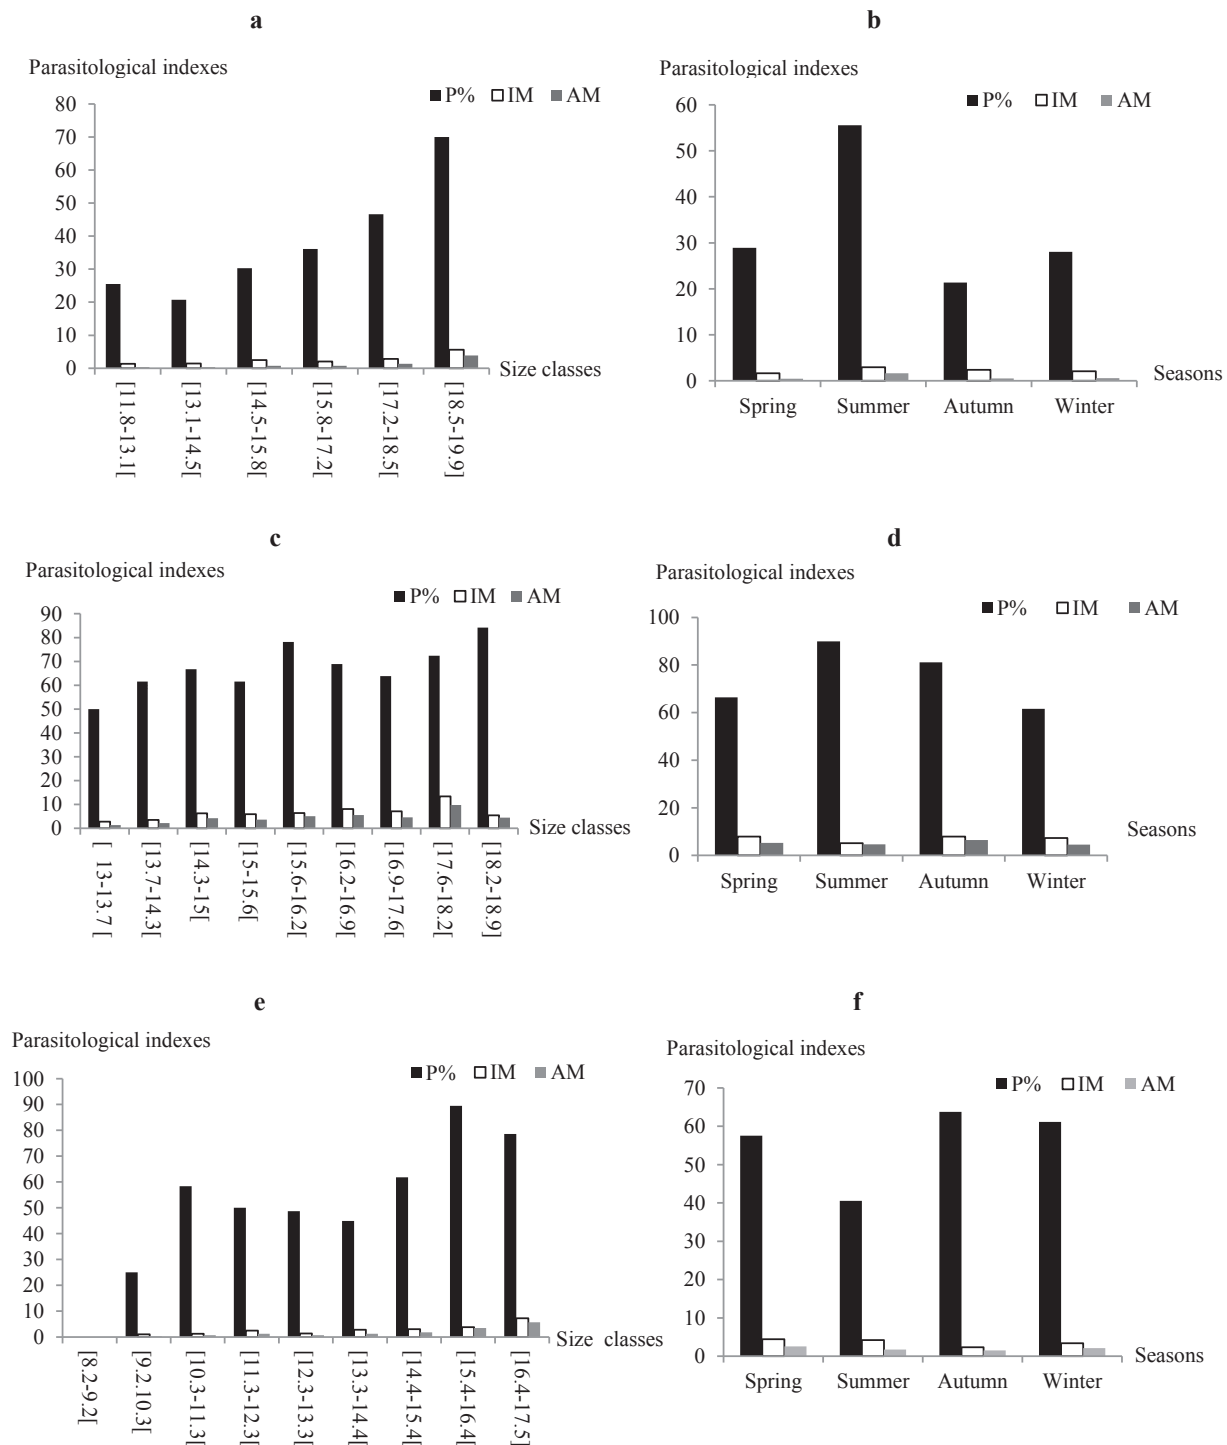 a
Parasitological indexes
P% IM AM
80
70
60
50
40
30
20
10
0
Size classes
[11.8-13.1[
[13.1-14.5[
[14.5-15.8[
[15.8-17.2[
[17.2-18.5[
[18.5-19.9]
b
Parasitological indexes
P% IM AM
60
50
40
30
20
10
0
Seasons
Spring Summer Autumn Winter
c
Parasitological indexes
P% IM AM
90
80
70
60
50
40
30
20
10
0
Size classes
[ 13-13.7 [
[13.7-14.3[
[14.3-15[
[15-15.6[
[15.6-16.2[
[16.2-16.9[
[16.9-17.6[
[17.6-18.2[
[18.2-18.9]
d
Parasitological indexes
P% IM AM
100
80
60
40
20
0
Seasons
Spring Summer Autumn Winter
e
Parasitological indexes
P% IM AM
100
90
80
70
60
50
40
30
20
10
0
Size classes
[8.2-9.2[
[9.2.10.3[
[10.3-11.3[
[11.3-12.3[
[12.3-13.3[
[13.3-14.4[
[14.4-15.4[
[15.4-16.4[
[16.4-17.5]
f
Parasitological indexes
P% IM AM
70
60
50
40
30
20
10
0
Seasons
Spring Summer Autumn Winter